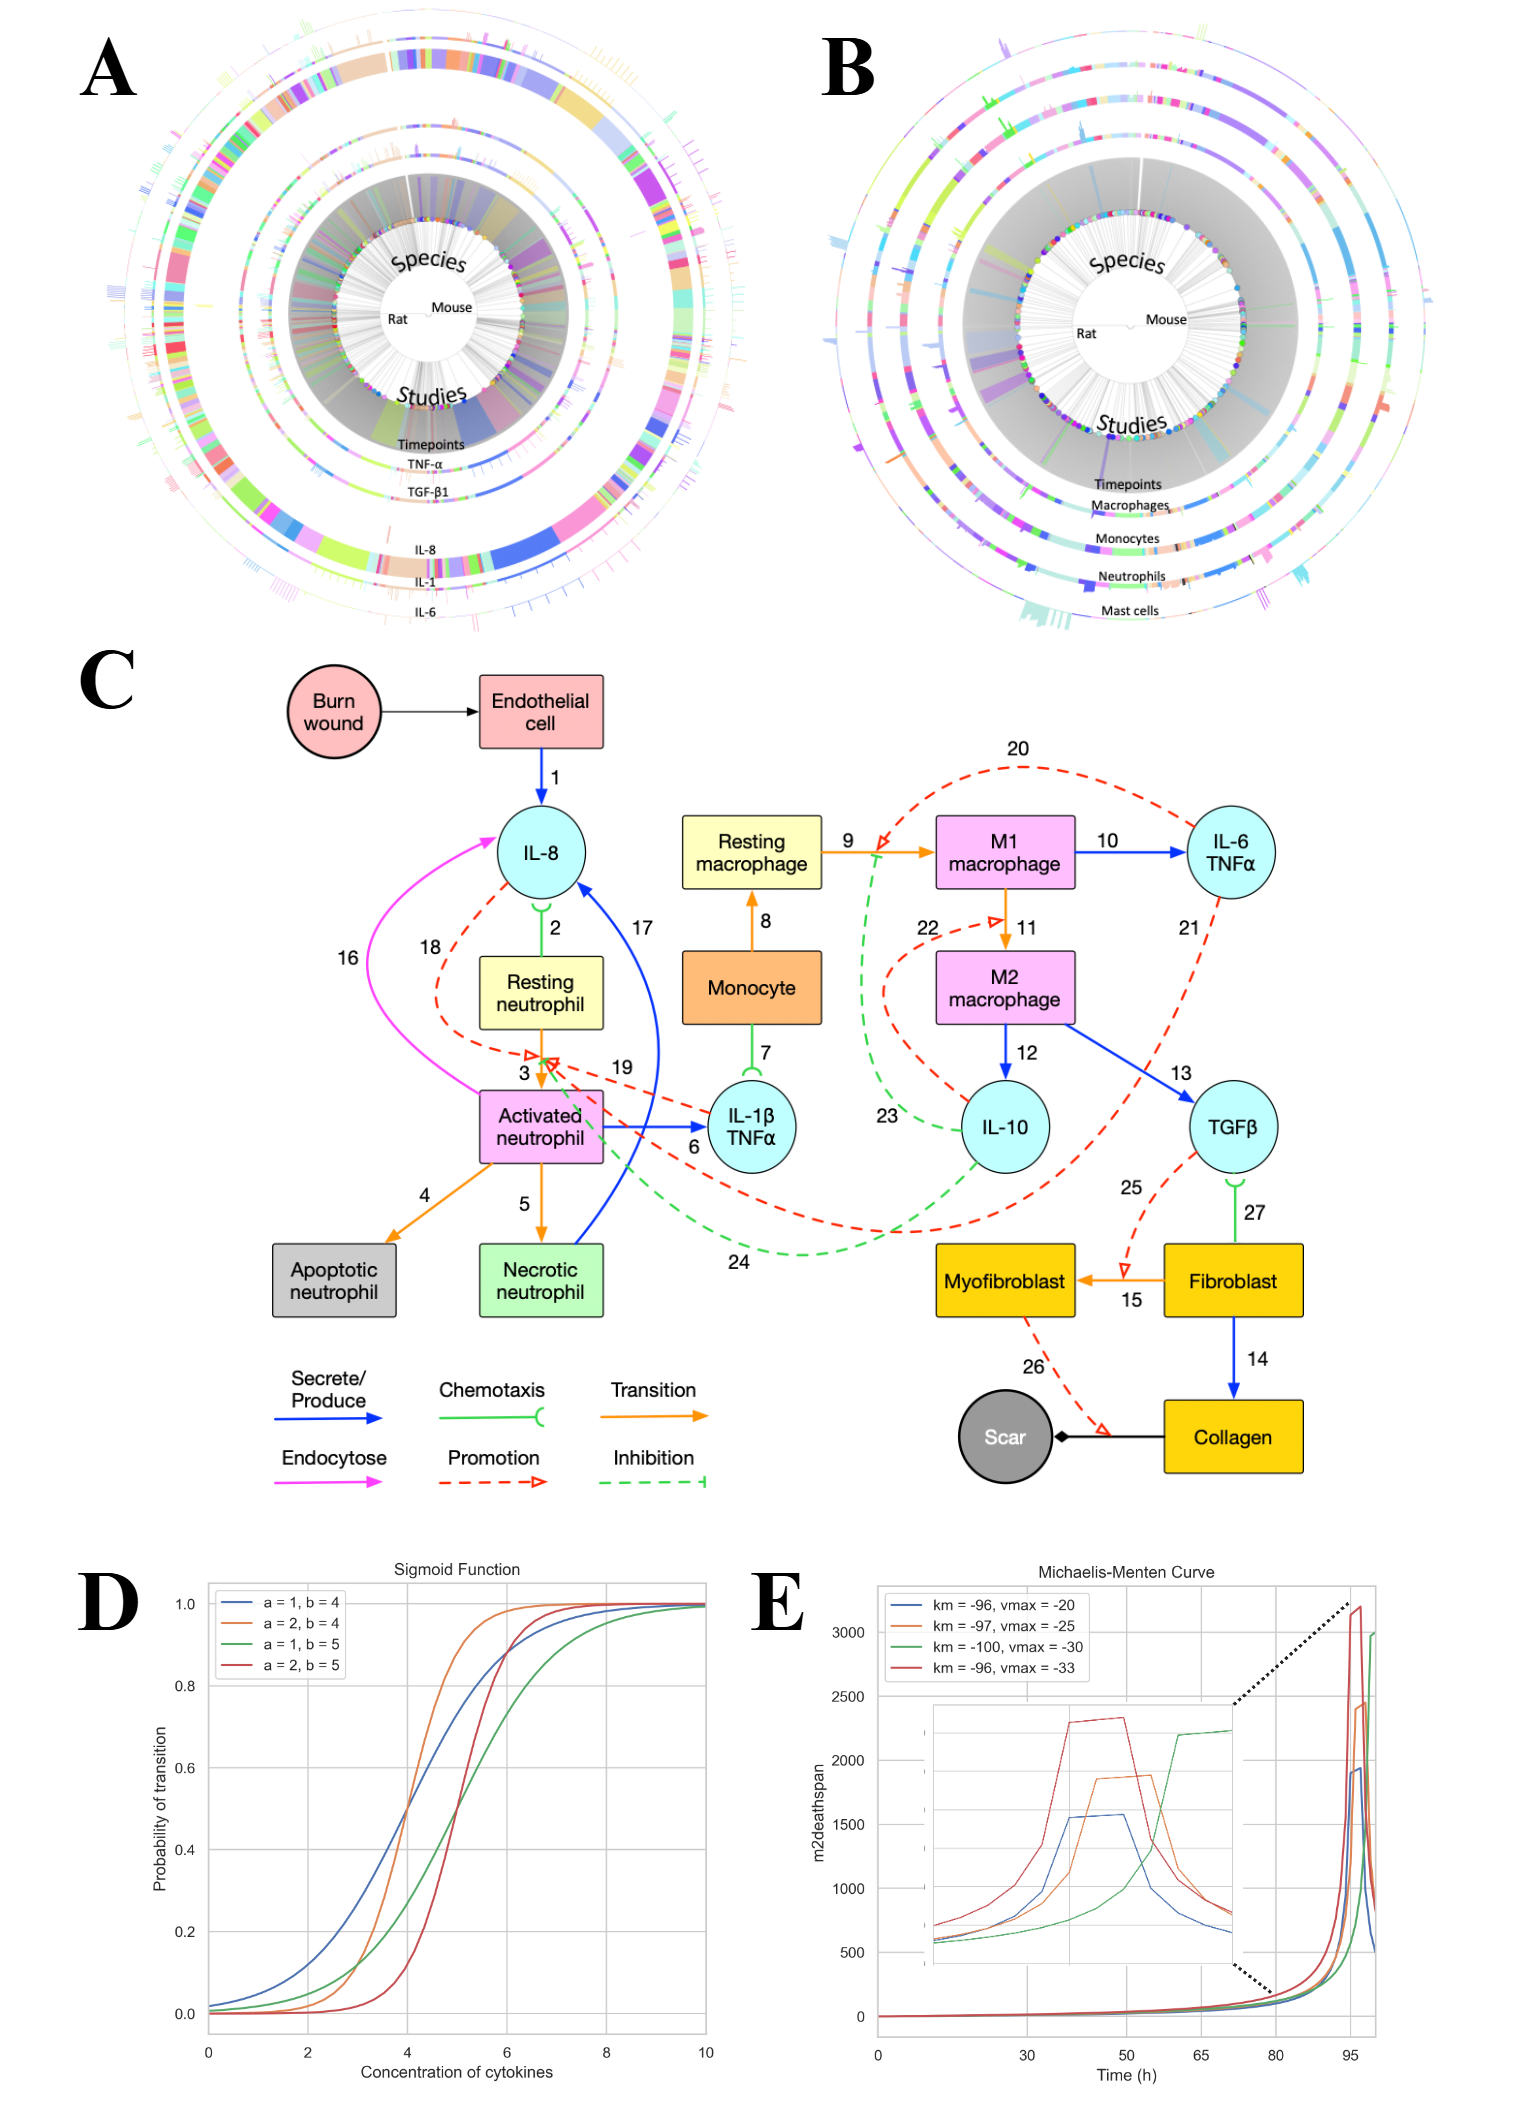 A
Species
Mouse
Rat
Studies
Timepoints
TNF-α
TGF-β1
IL-8
IL-1
IL-6
B
Species
Mouse
Rat
Studies
Timepoints
Macrophages
Monocytes
Neutrophils
Mast cells
C
Burn
wound
Endothelial
cell
1
IL-8
2
Resting
neutrophil
3
Activated
neutrophil
4
5
6
Apoptotic
neutrophil
Necrotic
neutrophil
16
17
18
19
Resting
macrophage
8
Monocyte
7
IL-1β
TNFα
9
M1
macrophage
10
IL-6
TNFα
20
21
22
11
M2
macrophage
12
13
23
IL-10
TGFβ
24
25
27
Myofibroblast
15
Fibroblast
26
14
Scar
Collagen
Secrete/
Produce
Chemotaxis
Transition
Endocytose
Promotion
Inhibition
D
Sigmoid Function
a = 1, b = 4
a = 2, b = 4
a = 1, b = 5
a = 2, b = 5
1.0
0.8
0.6
0.4
0.2
0.0
Probability of transition
0 2 4 6 8 10
Concentration of cytokines
E
Michaelis-Menten Curve
km = -96, vmax = -20
km = -97, vmax = -25
km = -100, vmax = -30
km = -96, vmax = -33
3000
2500
2000
1500
1000
500
0
m2deathspan
0 30 50 65 80 95
Time (h)